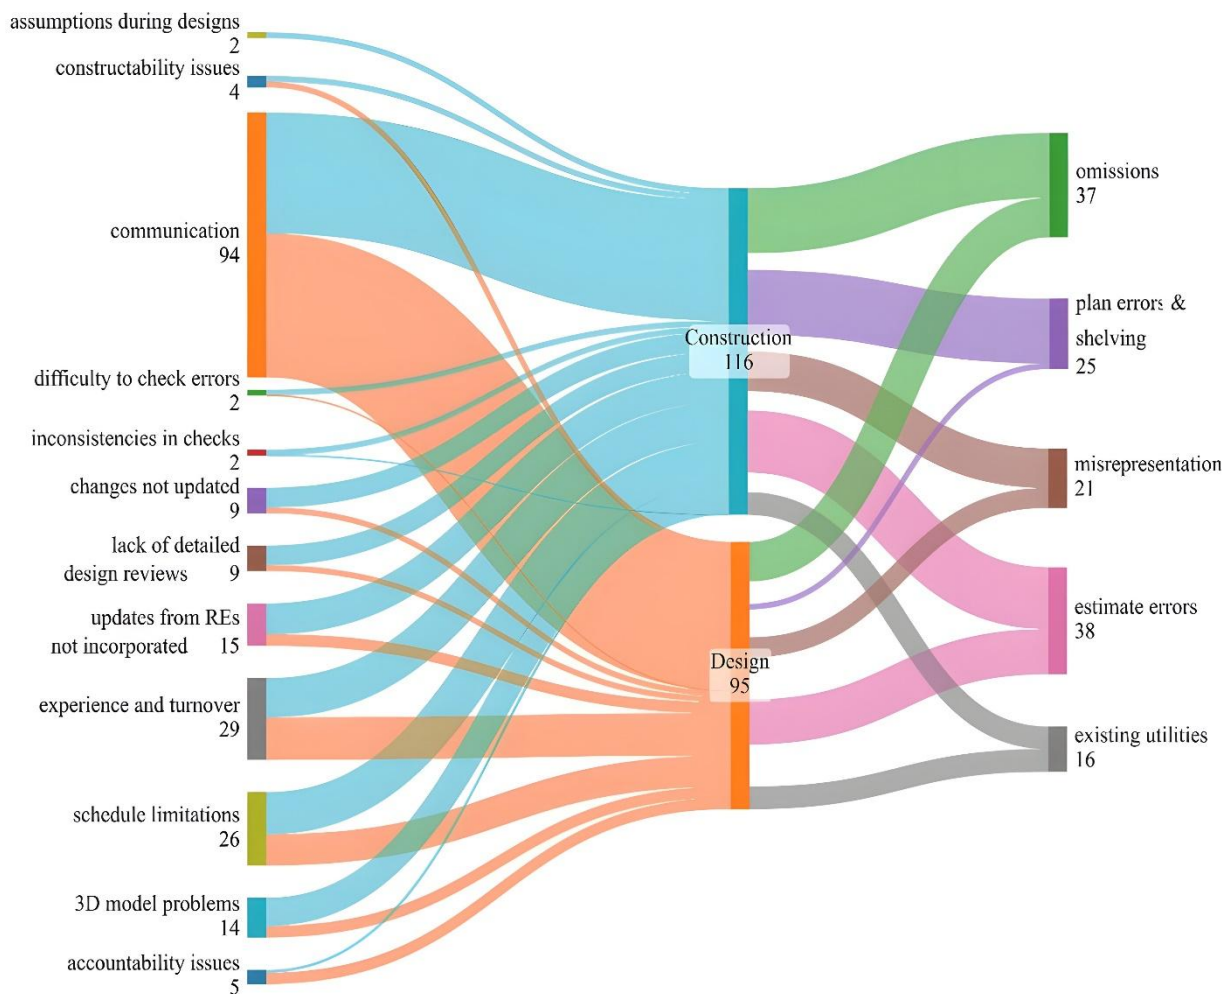 assumptions during designs
2
constructability issues
4
communication
94
difficulty to check errors
2
inconsistencies in checks
2
changes not updated
9
lack of detailed
design reviews 9
updates from REs
not incorporated 15
experience and turnover
29
schedule limitations
26
3D model problems
14
accountability issues
5
Construction
116
Design
95
omissions
37
plan errors &
shelving
25
misrepresentation
21
estimate errors
38
existing utilities
16